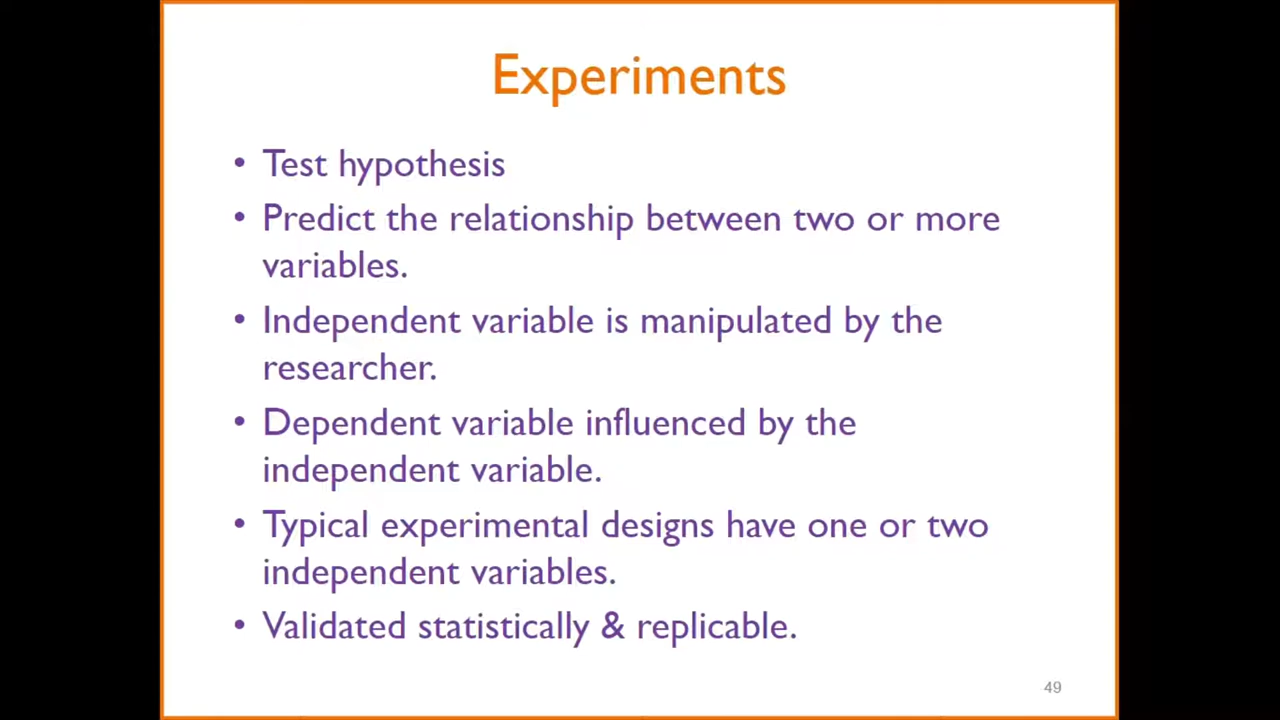 Experiments
• Test hypothesis
• Predict the relationship between two or more
variables.
• Independent variable is manipulated by the
researcher.
• Dependent variable influenced by the
independent variable.
• Typical experimental designs have one or two
independent variables.
• Validated statistically & replicable.
49